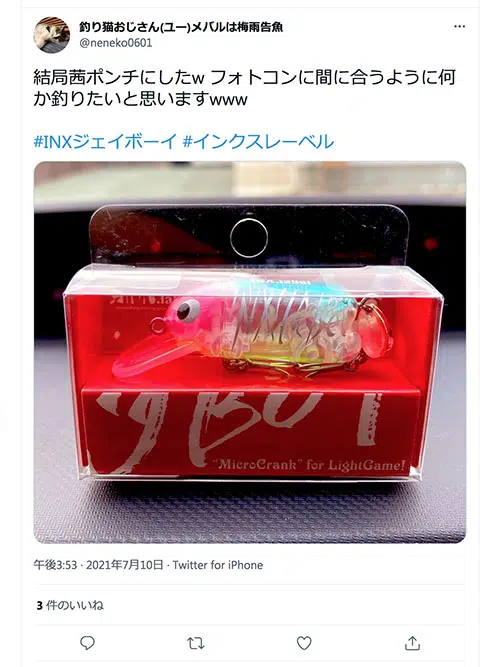 釣り猫おじさん(ユー)メバルは梅雨告魚
@neneko0601
結局茜ポンチにしたw フォトコンに間に合うように何
か釣りたいと思いますwww
#INXジェイボーイ #インクスレーベル
"MicroCrank" for LightGame!
午後3:53 · 2021年7月10日 · Twitter for iPhone
3 件のいいね